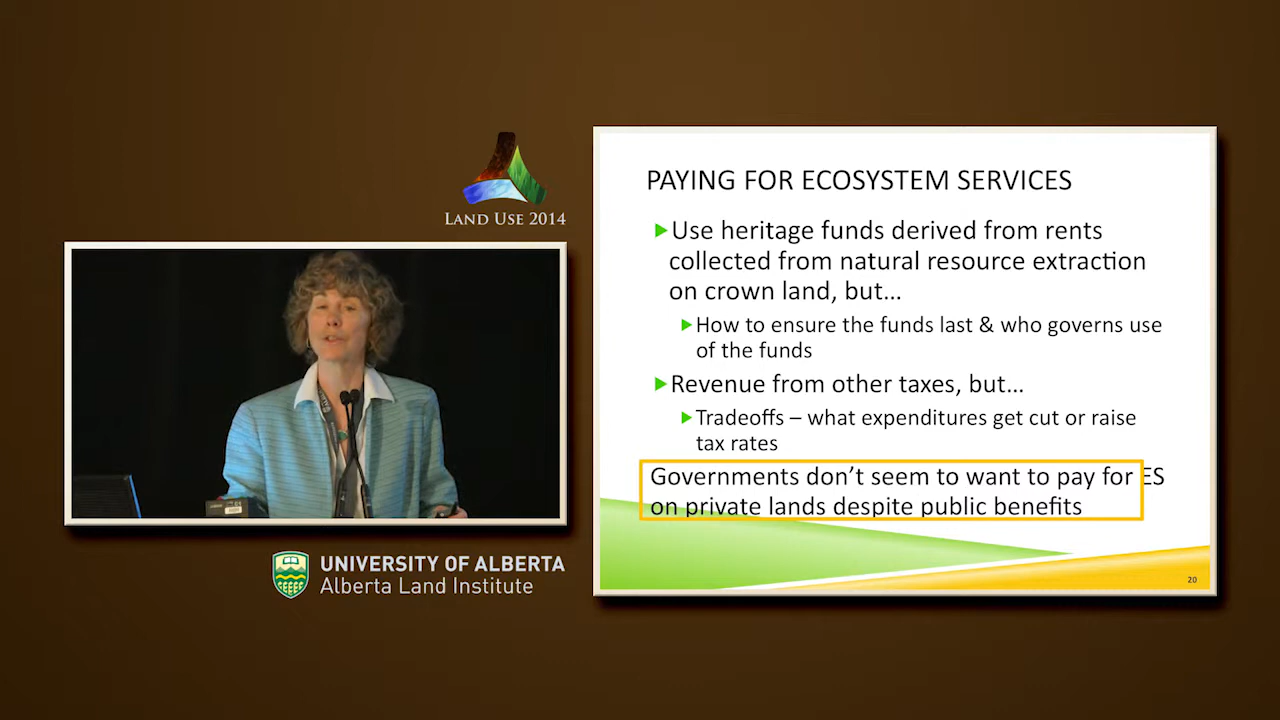 LAND USE 2014
UNIVERSITY OF ALBERTA
Alberta Land Institute
PAYING FOR ECOSYSTEM SERVICES
Use heritage funds derived from rents
collected from natural resource extraction
on crown land, but...
How to ensure the funds last & who governs use
of the funds
Revenue from other taxes, but...
Tradeoffs – what expenditures get cut or raise
tax rates
Governments don't seem to want to pay for ES
on private lands despite public benefits
20